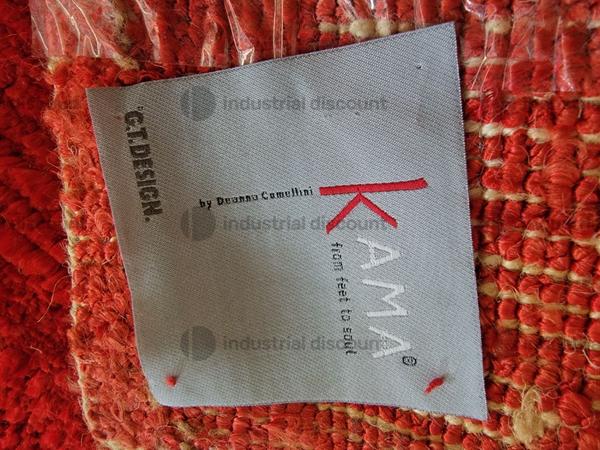 KAMA®
from feet to soul
by Deanna Comellini
"G.T.DESIGN.
industrial discount
industrial discount
industrial discount